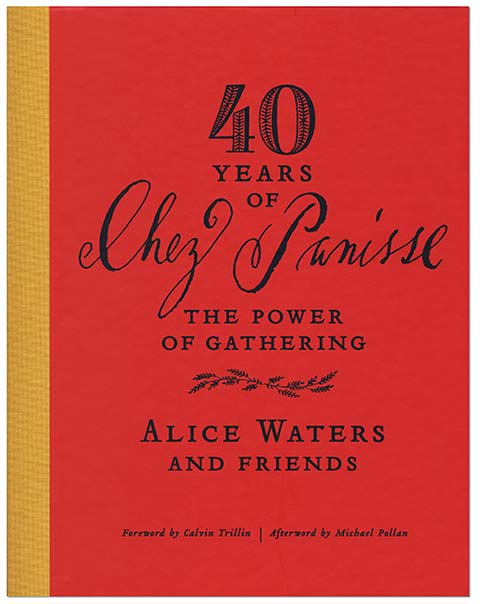 40
YEARS
OF
Chez Panisse
THE POWER
OF GATHERING
ALICE WATERS
AND FRIENDS
Foreword by Calvin Trillin | Afterword by Michael Pollan